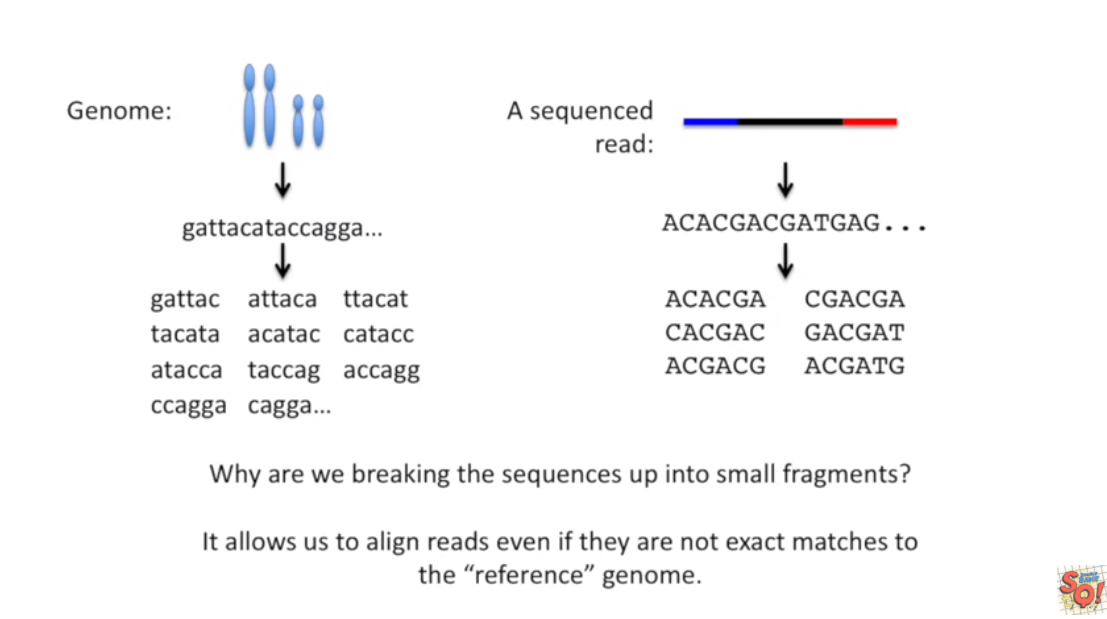 Genome:
A sequenced
read:
gattacataccagga...
ACACGACGATGAG...
gattac attaca ttacat
tacata acatac catacc
atacca taccag accagg
ccagga cagga...
ACACGA CGACGA
CACGAC GACGAT
ACGACG ACGATG
Why are we breaking the sequences up into small fragments?
It allows us to align reads even if they are not exact matches to
the “reference” genome.
SQ!